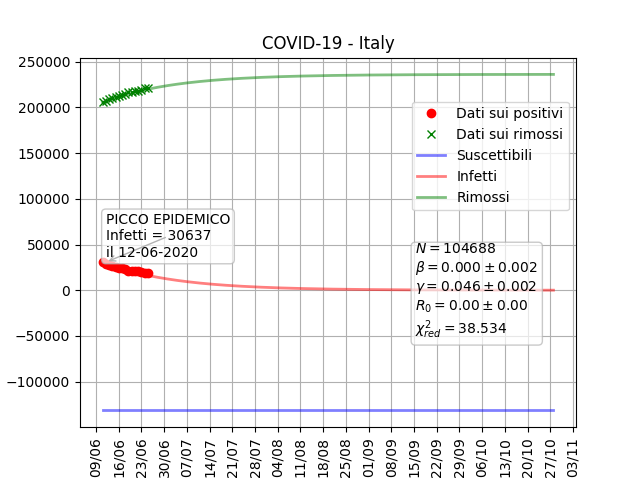 COVID-19 - Italy
250000
200000
150000
100000
50000
0
−50000
−100000
Dati sui positivi
Dati sui rimossi
Suscettibili
Infetti
Rimossi
PICCO EPIDEMICO
Infetti = 30637
il 12-06-2020
N = 104688
β = 0.000 ± 0.002
γ = 0.046 ± 0.002
R₀ = 0.00 ± 0.00
χ²red = 38.534
09/06
16/06
23/06
30/06
07/07
14/07
21/07
28/07
04/08
11/08
18/08
25/08
01/09
08/09
15/09
22/09
29/09
06/10
13/10
20/10
27/10
03/11